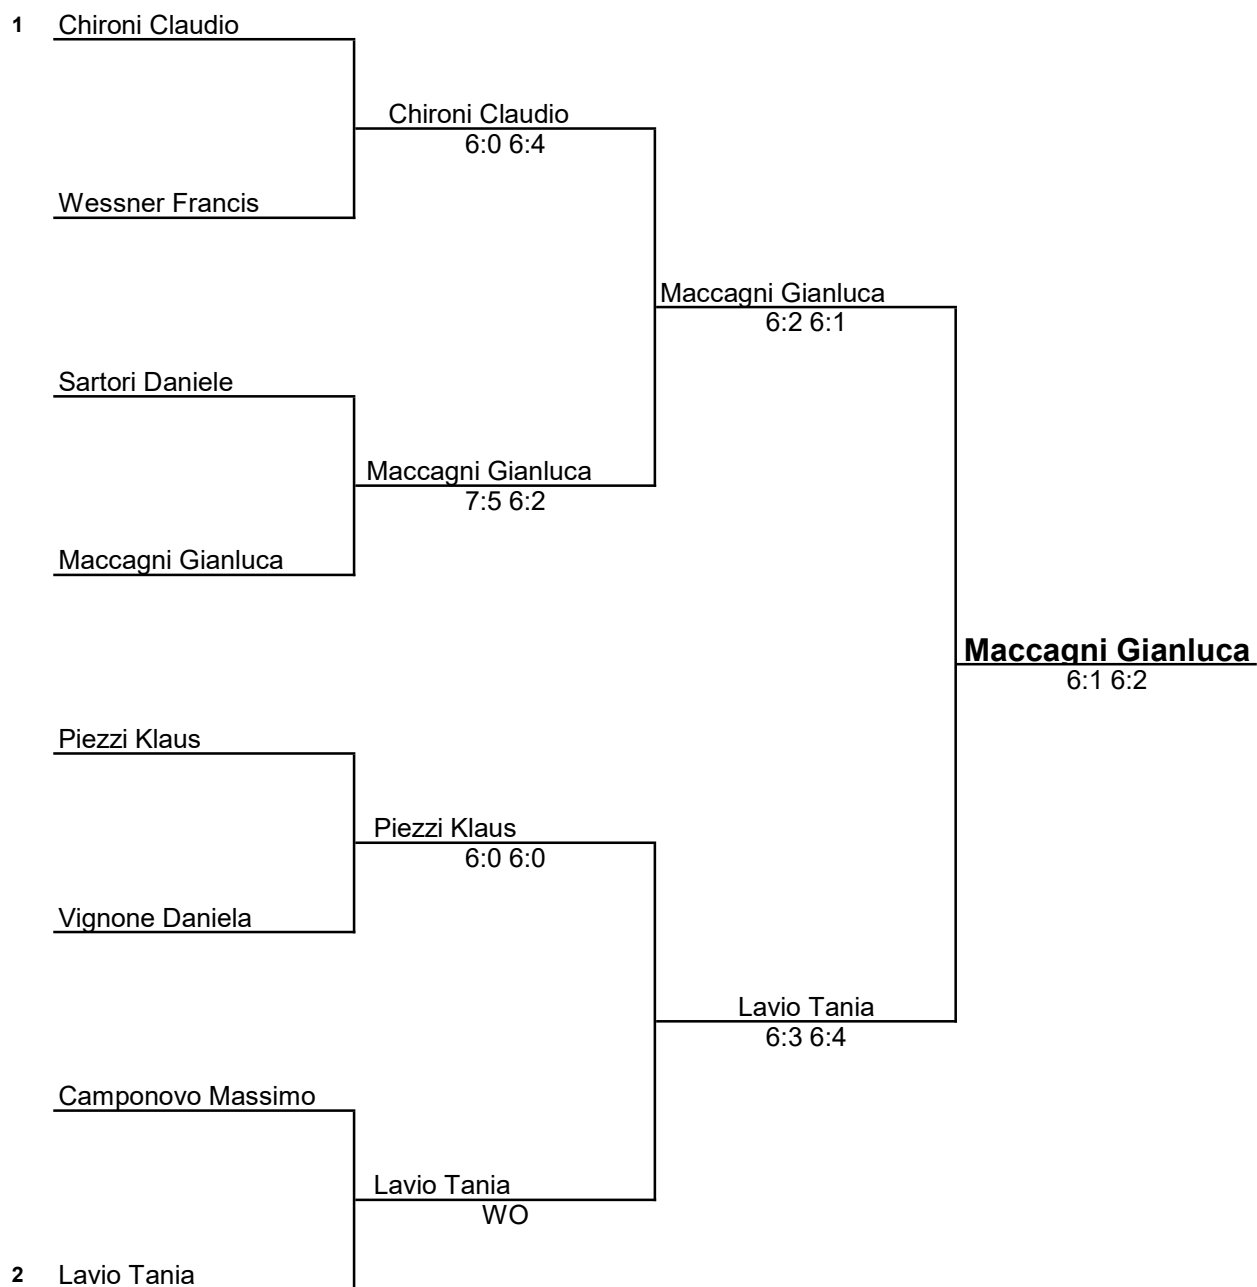 1 Chironi Claudio
Chironi Claudio
6:0 6:4
Wessner Francis
Maccagni Gianluca
6:2 6:1
Sartori Daniele
Maccagni Gianluca
7:5 6:2
Maccagni Gianluca
Maccagni Gianluca
6:1 6:2
Piezzi Klaus
Piezzi Klaus
6:0 6:0
Vignone Daniela
Lavio Tania
6:3 6:4
Camponovo Massimo
Lavio Tania
WO
2 Lavio Tania